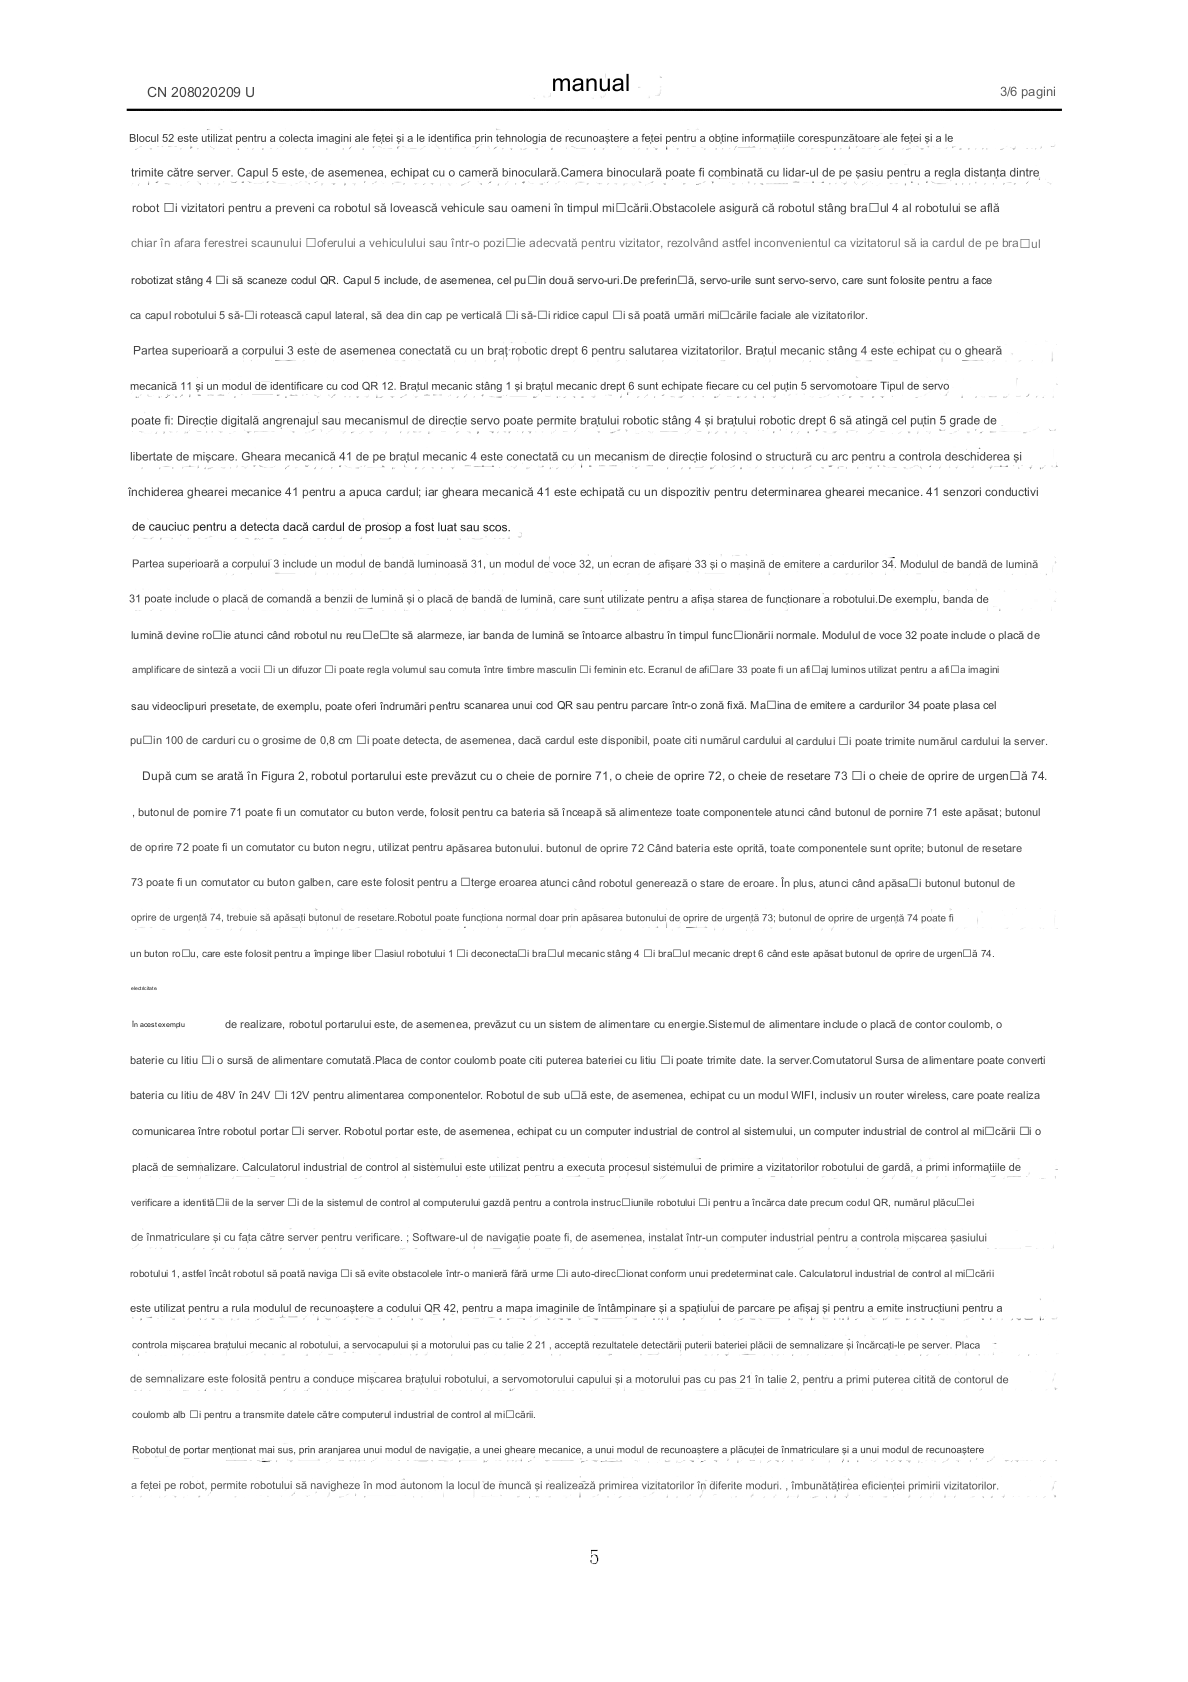 CN 208020209 U
manual
3/6 pagini
Blocul 52 este utilizat pentru a colecta imagini ale feței și a le identifica prin tehnologia de recunoaștere a feței pentru a obține informațiile corespunzătoare ale feței și a le
trimite către server. Capul 5 este, de asemenea, echipat cu o cameră binoculară.Camera binoculară poate fi combinată cu lidar-ul de pe șasiu pentru a regla distanța dintre
robot □i vizitatori pentru a preveni ca robotul să lovească vehicule sau oameni în timpul mi□cării.Obstacolele asigură că robotul stâng bra□ul 4 al robotului se află
chiar în afara ferestrei scaunului □oferului a vehiculului sau într-o pozi□ie adecvată pentru vizitator, rezolvând astfel inconvenientul ca vizitatorul să ia cardul de pe bra□ul
robotizat stâng 4 □i să scaneze codul QR. Capul 5 include, de asemenea, cel pu□in două servo-uri.De preferin□ă, servo-urile sunt servo-servo, care sunt folosite pentru a face
ca capul robotului 5 să-□i rotească capul lateral, să dea din cap pe verticală □i să-□i ridice capul □i să poată urmări mi□cările faciale ale vizitatorilor.
Partea superioară a corpului 3 este de asemenea conectată cu un braț robotic drept 6 pentru salutarea vizitatorilor. Brațul mecanic stâng 4 este echipat cu o gheară
mecanică 11 și un modul de identificare cu cod QR 12. Brațul mecanic stâng 1 și brațul mecanic drept 6 sunt echipate fiecare cu cel puțin 5 servomotoare Tipul de servo
poate fi: Direcție digitală angrenajul sau mecanismul de direcție servo poate permite brațului robotic stâng 4 și brațului robotic drept 6 să atingă cel puțin 5 grade de
libertate de mișcare. Gheara mecanică 41 de pe brațul mecanic 4 este conectată cu un mecanism de direcție folosind o structură cu arc pentru a controla deschiderea și
închiderea ghearei mecanice 41 pentru a apuca cardul; iar gheara mecanică 41 este echipată cu un dispozitiv pentru determinarea ghearei mecanice. 41 senzori conductivi
de cauciuc pentru a detecta dacă cardul de prosop a fost luat sau scos.
Partea superioară a corpului 3 include un modul de bandă luminoasă 31, un modul de voce 32, un ecran de afișare 33 și o mașină de emitere a cardurilor 34. Modulul de bandă de lumină
31 poate include o placă de comandă a benzii de lumină și o placă de bandă de lumină, care sunt utilizate pentru a afișa starea de funcționare a robotului.De exemplu, banda de
lumină devine ro□ie atunci când robotul nu reu□e□te să alarmeze, iar banda de lumină se întoarce albastru în timpul func□ionării normale. Modulul de voce 32 poate include o placă de
amplificare de sinteză a vocii □i un difuzor □i poate regla volumul sau comuta între timbre masculin □i feminin etc. Ecranul de afi□are 33 poate fi un afi□aj luminos utilizat pentru a afi□a imagini
sau videoclipuri presetate, de exemplu, poate oferi îndrumări pentru scanarea unui cod QR sau pentru parcare într-o zonă fixă. Ma□ina de emitere a cardurilor 34 poate plasa cel
pu□in 100 de carduri cu o grosime de 0,8 cm □i poate detecta, de asemenea, dacă cardul este disponibil, poate citi numărul cardului al cardului □i poate trimite numărul cardului la server.
După cum se arată în Figura 2, robotul portarului este prevăzut cu o cheie de pornire 71, o cheie de oprire 72, o cheie de resetare 73 □i o cheie de oprire de urgen□ă 74.
, butonul de pornire 71 poate fi un comutator cu buton verde, folosit pentru ca bateria să înceapă să alimenteze toate componentele atunci când butonul de pornire 71 este apăsat; butonul
de oprire 72 poate fi un comutator cu buton negru, utilizat pentru apăsarea butonului. butonul de oprire 72 Când bateria este oprită, toate componentele sunt oprite; butonul de resetare
73 poate fi un comutator cu buton galben, care este folosit pentru a □terge eroarea atunci când robotul generează o stare de eroare. În plus, atunci când apăsa□i butonul butonul de
oprire de urgență 74, trebuie să apăsați butonul de resetare.Robotul poate funcționa normal doar prin apăsarea butonului de oprire de urgență 73; butonul de oprire de urgență 74 poate fi
un buton ro□u, care este folosit pentru a împinge liber □asiul robotului 1 □i deconecta□i bra□ul mecanic stâng 4 □i bra□ul mecanic drept 6 când este apăsat butonul de oprire de urgen□ă 74.
electricitate
În acest exemplu de realizare, robotul portarului este, de asemenea, prevăzut cu un sistem de alimentare cu energie.Sistemul de alimentare include o placă de contor coulomb, o
baterie cu litiu □i o sursă de alimentare comutată.Placa de contor coulomb poate citi puterea bateriei cu litiu □i poate trimite date. la server.Comutatorul Sursa de alimentare poate converti
bateria cu litiu de 48V în 24V □i 12V pentru alimentarea componentelor. Robotul de sub u□ă este, de asemenea, echipat cu un modul WIFI, inclusiv un router wireless, care poate realiza
comunicarea între robotul portar □i server. Robotul portar este, de asemenea, echipat cu un computer industrial de control al sistemului, un computer industrial de control al mi□cării □i o
placă de semnalizare. Calculatorul industrial de control al sistemului este utilizat pentru a executa procesul sistemului de primire a vizitatorilor robotului de gardă, a primi informațiile de
verificare a identită□ii de la server □i de la sistemul de control al computerului gazdă pentru a controla instruc□iunile robotului □i pentru a încărca date precum codul QR, numărul plăcu□ei
de înmatriculare și cu fața către server pentru verificare. ; Software-ul de navigație poate fi, de asemenea, instalat într-un computer industrial pentru a controla mișcarea șasiului
robotului 1, astfel încât robotul să poată naviga □i să evite obstacolele într-o manieră fără urme □i auto-direc□ionat conform unui predeterminat cale. Calculatorul industrial de control al mi□cării
este utilizat pentru a rula modulul de recunoaștere a codului QR 42, pentru a mapa imaginile de întâmpinare și a spațiului de parcare pe afișaj și pentru a emite instrucțiuni pentru a
controla mișcarea brațului mecanic al robotului, a servocapului și a motorului pas cu talie 2 21 , acceptă rezultatele detectării puterii bateriei plăcii de semnalizare și încărcați-le pe server. Placa
de semnalizare este folosită pentru a conduce mișcarea brațului robotului, a servomotorului capului și a motorului pas cu pas 21 în talie 2, pentru a primi puterea citită de contorul de
coulomb alb □i pentru a transmite datele către computerul industrial de control al mi□cării.
Robotul de portar menționat mai sus, prin aranjarea unui modul de navigație, a unei gheare mecanice, a unui modul de recunoaștere a plăcuței de înmatriculare și a unui modul de recunoaștere
a feței pe robot, permite robotului să navigheze în mod autonom la locul de muncă și realizează primirea vizitatorilor în diferite moduri. , îmbunătățirea eficienței primirii vizitatorilor.
5